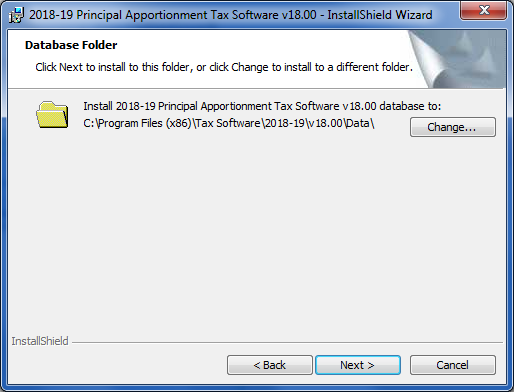 2018-19 Principal Apportionment Tax Software v18.00 - InstallShield Wizard
Database Folder
Click Next to install to this folder, or click Change to install to a different folder.
Install 2018-19 Principal Apportionment Tax Software v18.00 database to:
C:\Program Files (x86)\Tax Software\2018-19\v18.00\Data\
Change...
InstallShield
< Back
Next >
Cancel